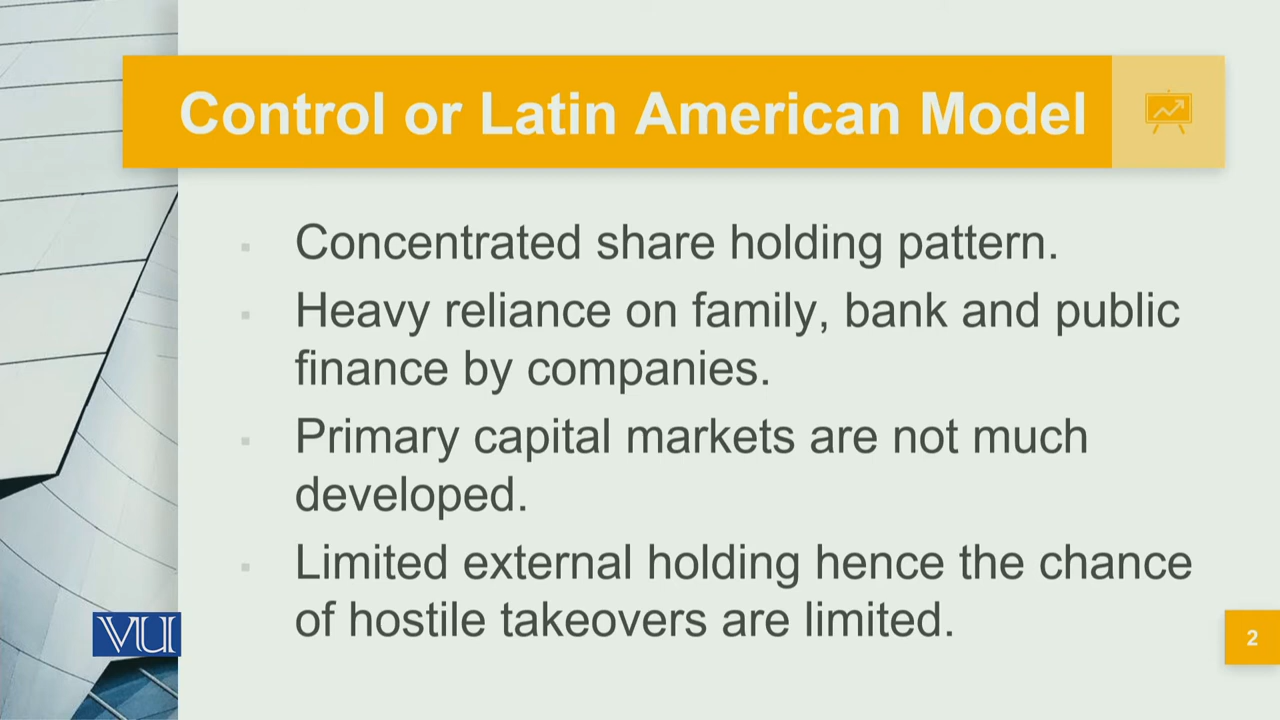 Control or Latin American Model
Concentrated share holding pattern.
Heavy reliance on family, bank and public
finance by companies.
Primary capital markets are not much
developed.
Limited external holding hence the chance
of hostile takeovers are limited.
VU
2